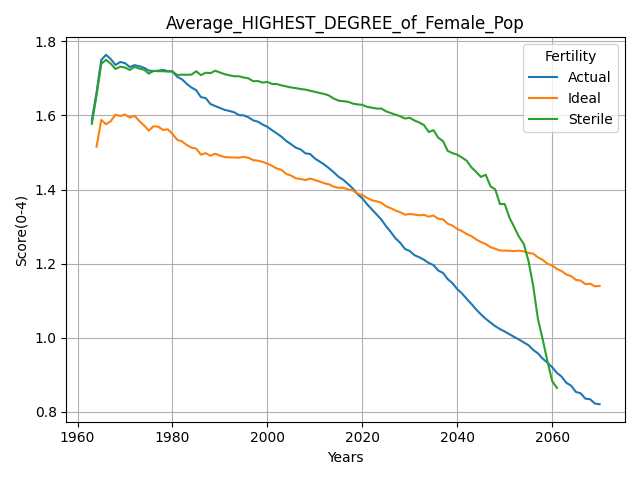 Average_HIGHEST_DEGREE_of_Female_Pop
Fertility
Actual
Ideal
Sterile
Score(0-4)
1.8
1.6
1.4
1.2
1.0
0.8
1960
1980
2000
2020
2040
2060
Years